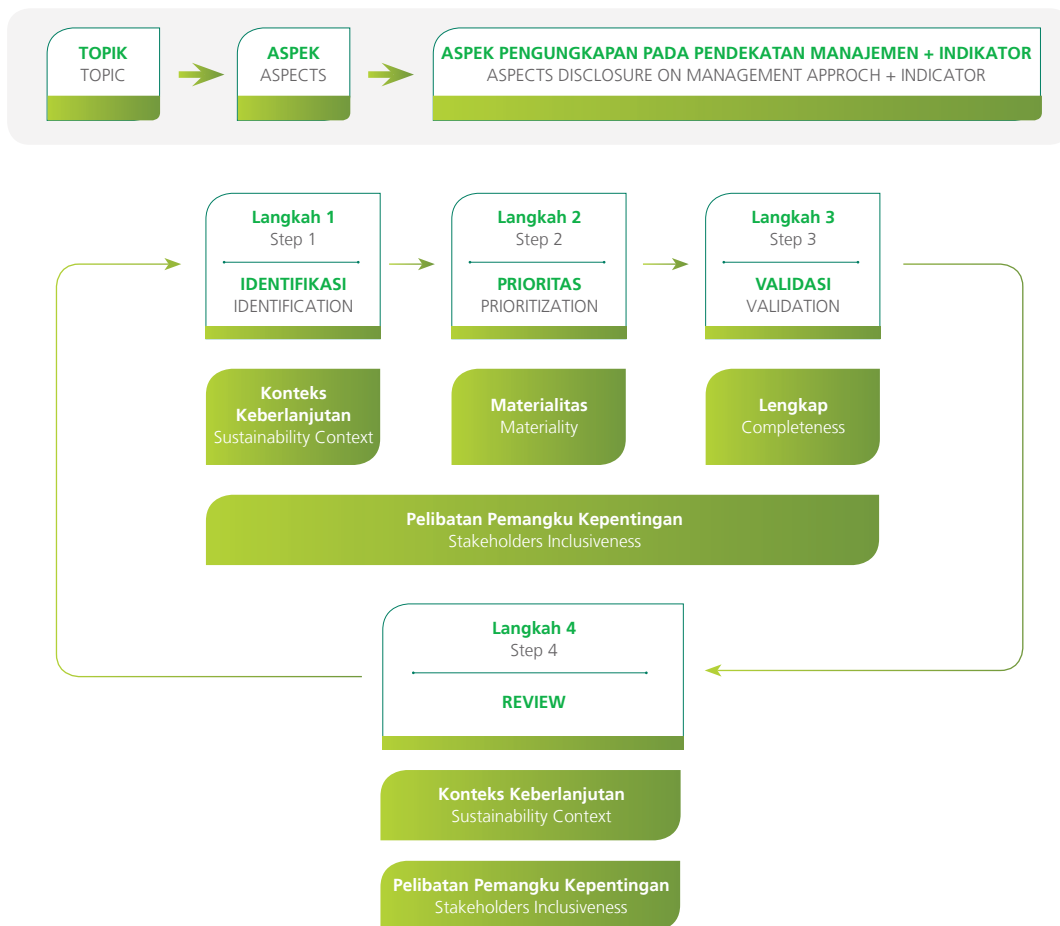 TOPIK
TOPIC
ASPEK
ASPECTS
ASPEK PENGUNGKAPAN PADA PENDEKATAN MANAJEMEN + INDIKATOR
ASPECTS DISCLOSURE ON MANAGEMENT APPROCH + INDICATOR
Langkah 1
Step 1
IDENTIFIKASI
IDENTIFICATION
Langkah 2
Step 2
PRIORITAS
PRIORITIZATION
Langkah 3
Step 3
VALIDASI
VALIDATION
Konteks
Keberlanjutan
Sustainability Context
Materialitas
Materiality
Lengkap
Completeness
Pelibatan Pemangku Kepentingan
Stakeholders Inclusiveness
Langkah 4
Step 4
REVIEW
Konteks Keberlanjutan
Sustainability Context
Pelibatan Pemangku Kepentingan
Stakeholders Inclusiveness